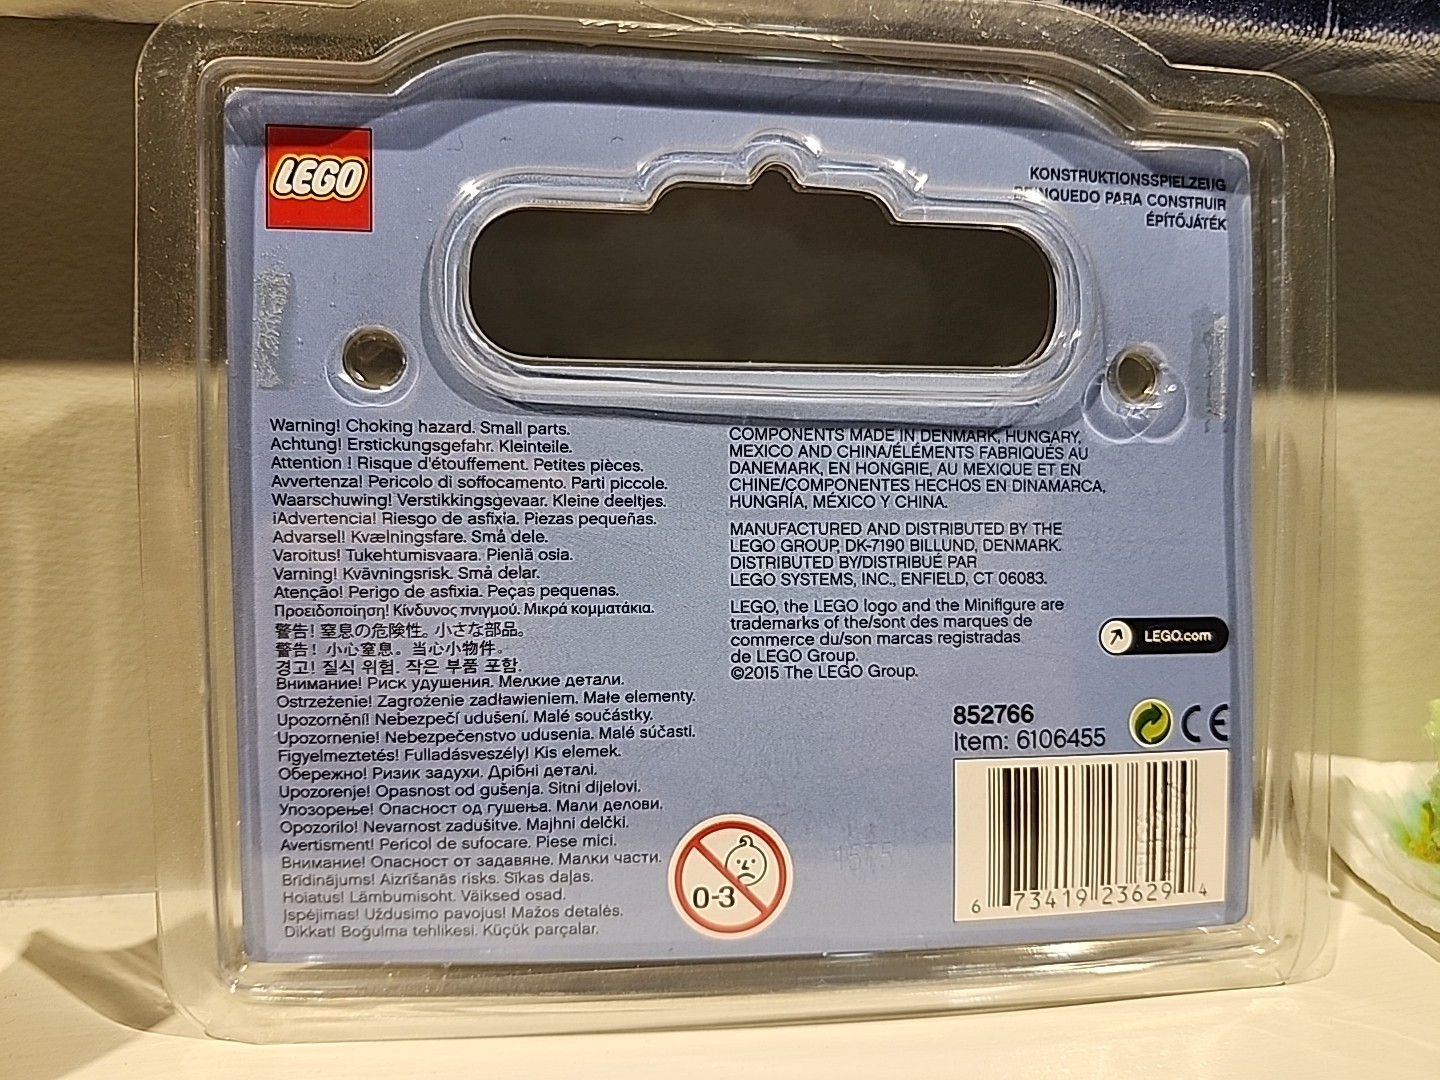 LEGO
KONSTRUKTIONSSPIELZEUG
BRINQUEDO PARA CONSTRUIR
ÉPÍTŐJÁTÉK
Warning! Choking hazard. Small parts.
Achtung! Erstickungsgefahr. Kleinteile.
Attention ! Risque d'étouffement. Petites pièces.
Avvertenza! Pericolo di soffocamento. Parti piccole.
Waarschuwing! Verstikkingsgevaar. Kleine deeltjes.
¡Advertencia! Riesgo de asfixia. Piezas pequeñas.
Advarsel! Kvælningsfare. Små dele.
Varoitus! Tukehtumisvaara. Pieniä osia.
Varning! Kvävningsrisk. Små delar.
Atenção! Perigo de asfixia. Peças pequenas.
Προειδοποίηση! Κίνδυνος πνιγμού. Μικρά κομματάκια.
警告! 窒息の危険性。小さな部品。
警告! 小心窒息。当心小物件。
경고! 질식 위험. 작은 부품 포함.
Внимание! Риск удушения. Мелкие детали.
Ostrzeżenie! Zagrożenie zadławieniem. Małe elementy.
Upozornění! Nebezpečí udušení. Malé součástky.
Upozornenie! Nebezpečenstvo udusenia. Malé súčasti.
Figyelmeztetés! Fulladásveszély! Kis elemek.
Обережно! Ризик задухи. Дрібні деталі.
Upozorenje! Opasnost od gušenja. Sitni dijelovi.
Упозорење! Опасност од гушења. Мали делови.
Opozorilo! Nevarnost zadušitve. Majhni delčki.
Avertisment! Pericol de sufocare. Piese mici.
Внимание! Опасност от задавяне. Малки части.
Brīdinājums! Aizrīšanās risks. Sīkas daļas.
Hoiatus! Lämbumisoht. Väiksed osad.
Įspėjimas! Uždusimo pavojus! Mažos detalės.
Dikkat! Boğulma tehlikesi. Küçük parçalar.
COMPONENTS MADE IN DENMARK, HUNGARY,
MEXICO AND CHINA/ÉLÉMENTS FABRIQUÉS AU
DANEMARK, EN HONGRIE, AU MEXIQUE ET EN
CHINE/COMPONENTES HECHOS EN DINAMARCA,
HUNGRÍA, MÉXICO Y CHINA.
MANUFACTURED AND DISTRIBUTED BY THE
LEGO GROUP, DK-7190 BILLUND, DENMARK.
DISTRIBUTED BY/DISTRIBUÉ PAR
LEGO SYSTEMS, INC., ENFIELD, CT 06083.
LEGO, the LEGO logo and the Minifigure are
trademarks of the/sont des marques de
commerce du/son marcas registradas
de LEGO Group.
©2015 The LEGO Group.
LEGO.com
852766
Item: 6106455
CE
0-3
6 73419 23629 4